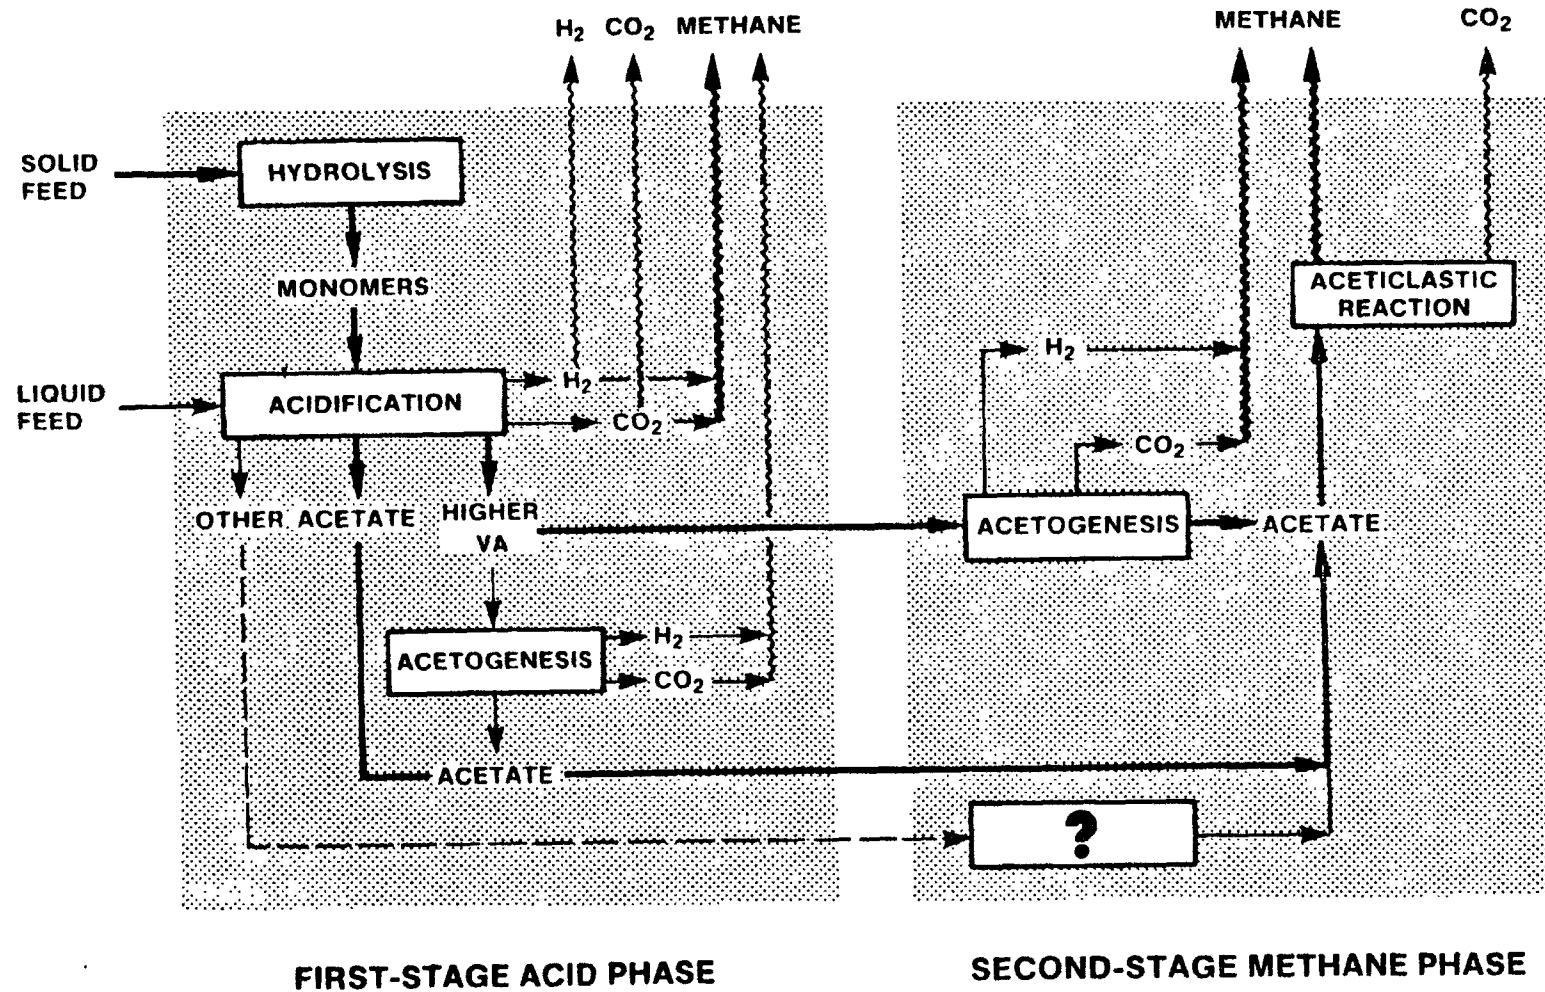 H₂ CO₂ METHANE
METHANE CO₂
SOLID
FEED
HYDROLYSIS
MONOMERS
LIQUID
FEED
ACIDIFICATION
H₂
CO₂
OTHER ACETATE HIGHER
VA
ACETOGENESIS
H₂
CO₂
ACETATE
ACETICLASTIC
REACTION
H₂
CO₂
ACETOGENESIS
ACETATE
?
FIRST-STAGE ACID PHASE
SECOND-STAGE METHANE PHASE